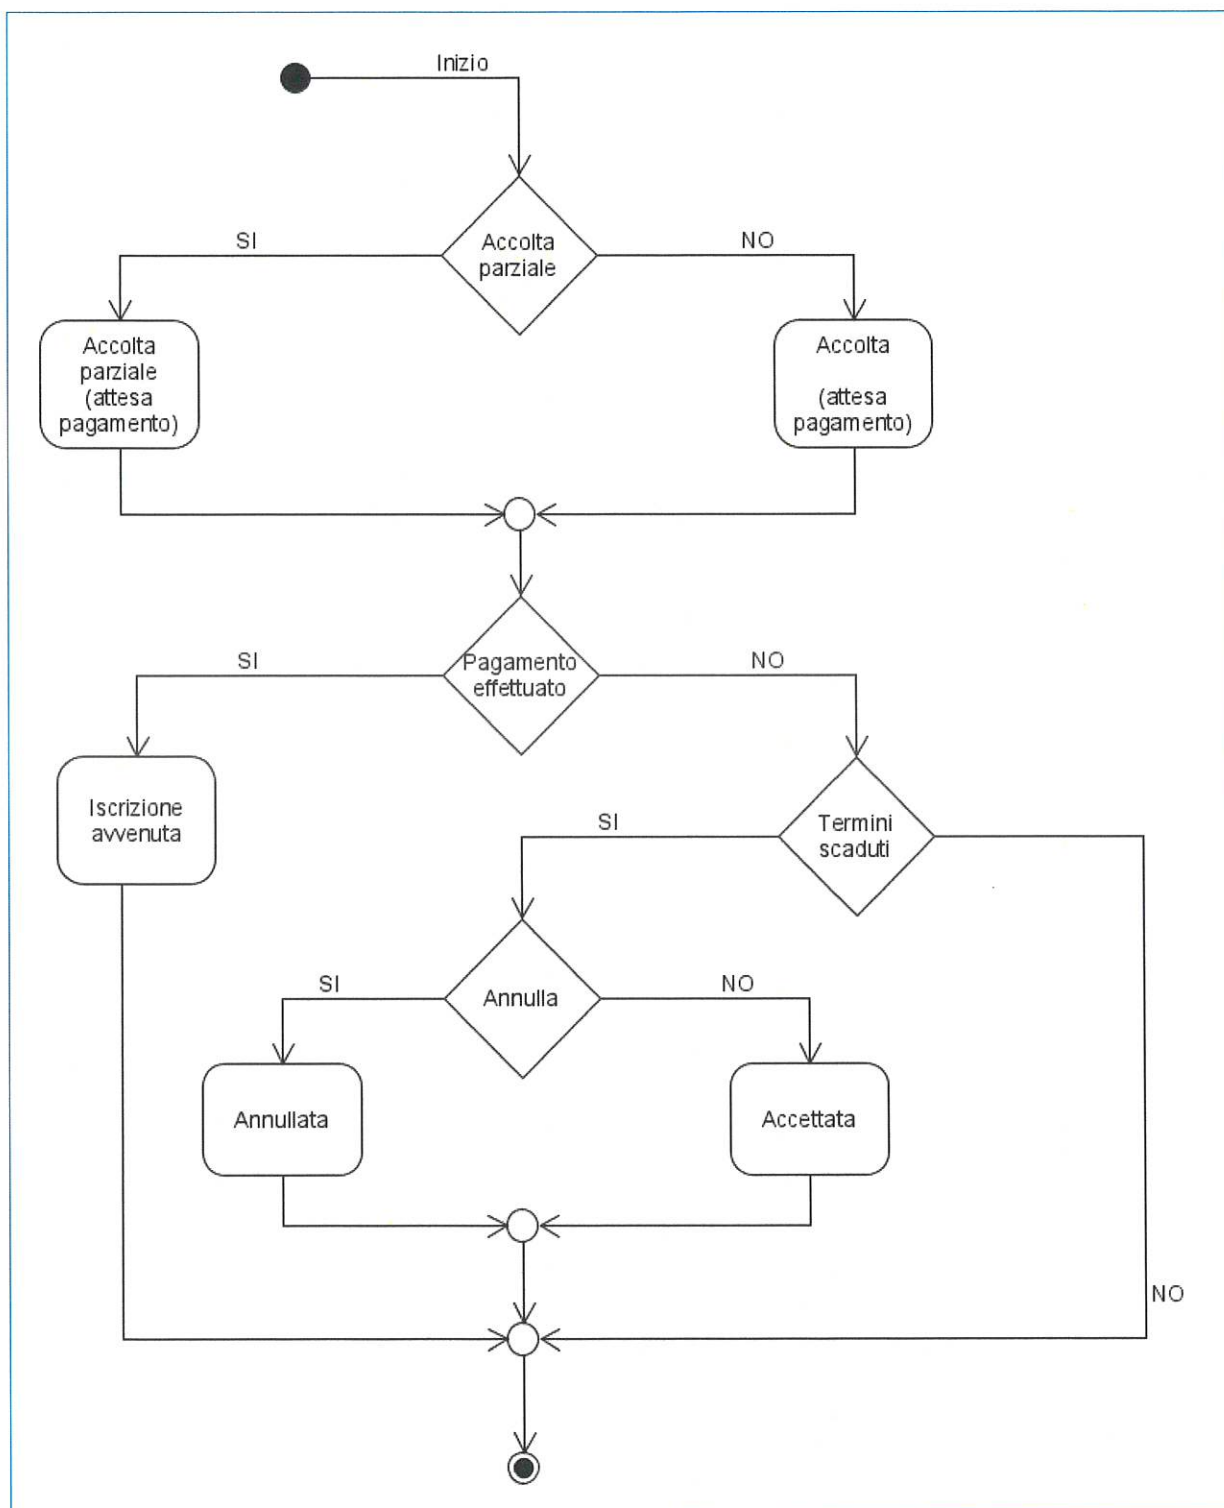 Inizio
SI
Accolta
parziale
NO
Accolta
parziale
(attesa
pagamento)
Accolta
(attesa
pagamento)
SI
Pagamento
effettuato
NO
Iscrizione
avvenuta
SI
Termini
scaduti
SI
Annulla
NO
Annullata
Accettata
NO